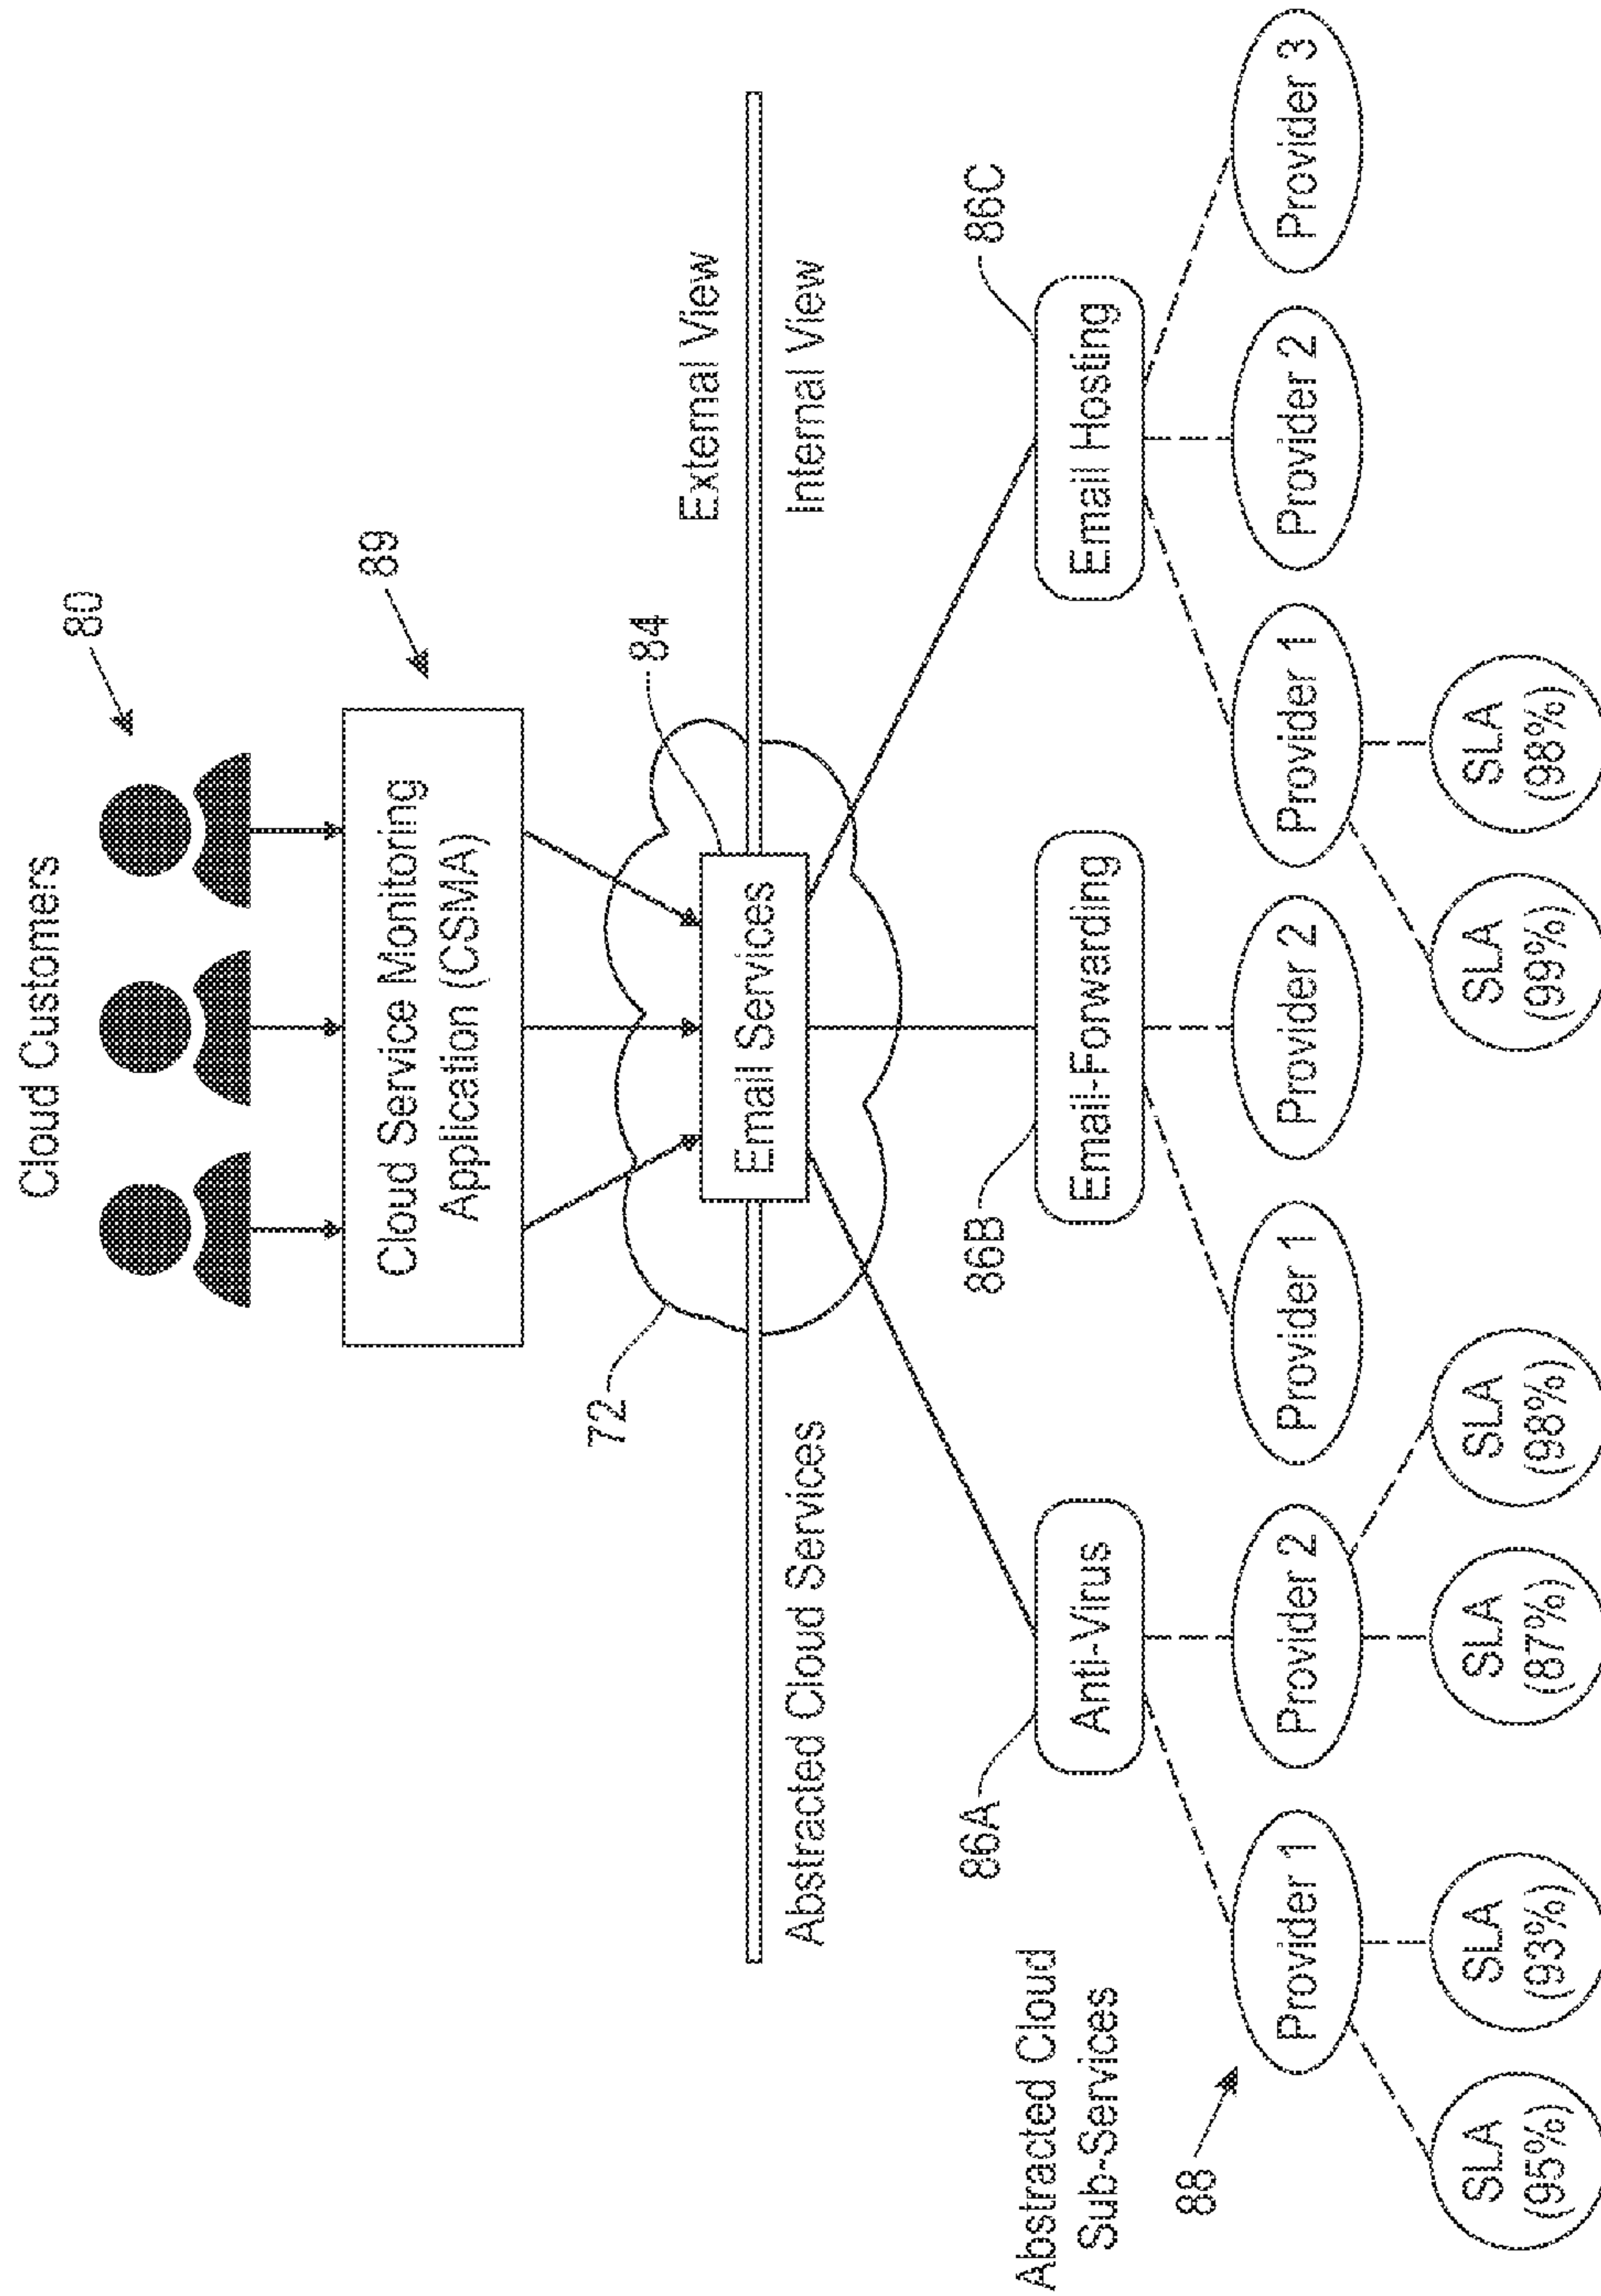 Cloud Customers
80
89
Cloud Service Monitoring
Application (CSMA)
72
84
Email Services
External View
Abstracted Cloud Services
Internal View
86A
86B
86C
Abstracted Cloud
Sub-Services
Anti-Virus
Email-Forwarding
Email Hosting
88
Provider 1
Provider 2
Provider 1
Provider 2
Provider 1
Provider 2
Provider 3
SLA
(95%)
SLA
(93%)
SLA
(87%)
SLA
(98%)
SLA
(99%)
SLA
(98%)